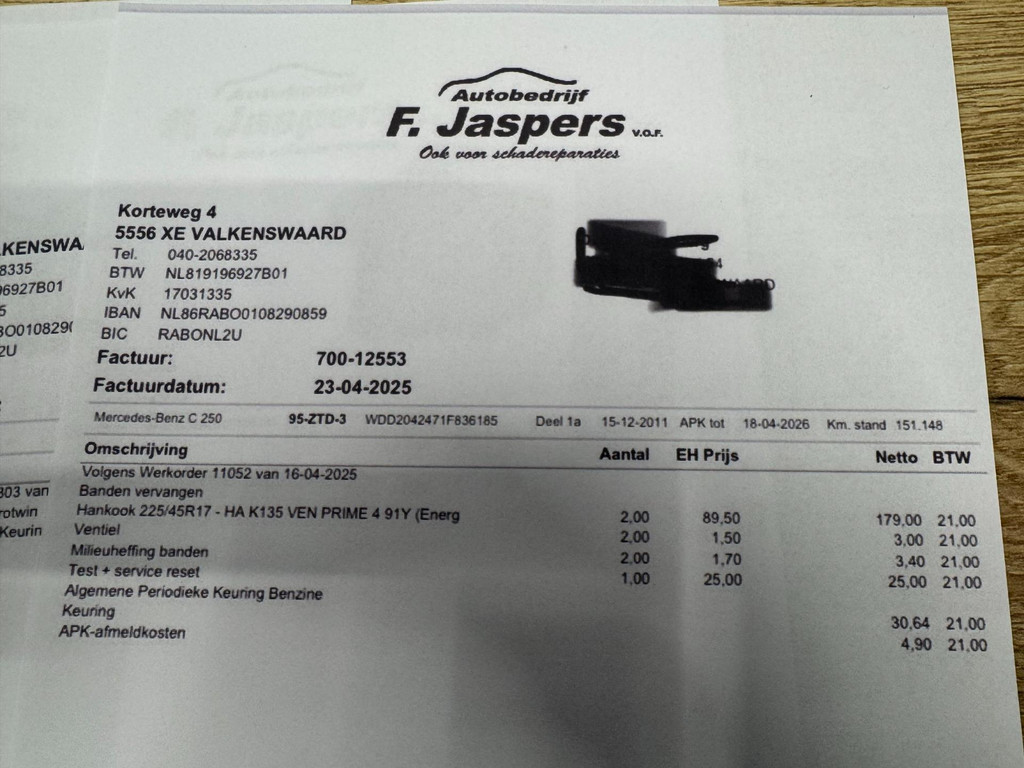 Autobedrijf
F. Jaspers v.o.f.
Ook voor schadereparaties
Korteweg 4
5556 XE VALKENSWAARD
Tel. 040-2068335
BTW NL819196927B01
KvK 17031335
IBAN NL86RABO0108290859
BIC RABONL2U
Factuur: 700-12553
Factuurdatum: 23-04-2025
Mercedes-Benz C 250 95-ZTD-3 WDD2042471F836185 Deel 1a 15-12-2011 APK tot 18-04-2026 Km. stand 151.148
Omschrijving Aantal EH Prijs Netto BTW
Volgens Werkorder 11052 van 16-04-2025
Banden vervangen
Hankook 225/45R17 - HA K135 VEN PRIME 4 91Y (Energ 2,00 89,50 179,00 21,00
Ventiel 2,00 1,50 3,00 21,00
Milieuheffing banden 2,00 1,70 3,40 21,00
Test + service reset 1,00 25,00 25,00 21,00
Algemene Periodieke Keuring Benzine
Keuring 30,64 21,00
APK-afmeldkosten 4,90 21,00
LKENSWA
8335
96927B01
5
BO010829(
2U
303 van
rotwin
Keurin